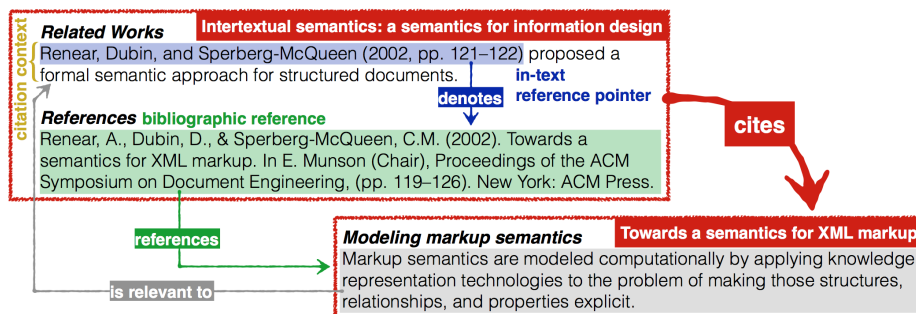 Intertextual semantics: a semantics for information design
Related Works
citation context
Renear, Dubin, and Sperberg-McQueen (2002, pp. 121–122) proposed a
formal semantic approach for structured documents.
in-text
reference pointer
denotes
References bibliographic reference
Renear, A., Dubin, D., & Sperberg-McQueen, C.M. (2002). Towards a
semantics for XML markup. In E. Munson (Chair), Proceedings of the ACM
Symposium on Document Engineering, (pp. 119–126). New York: ACM Press.
cites
references
Modeling markup semantics
Towards a semantics for XML markup
Markup semantics are modeled computationally by applying knowledge
representation technologies to the problem of making those structures,
relationships, and properties explicit.
is relevant to